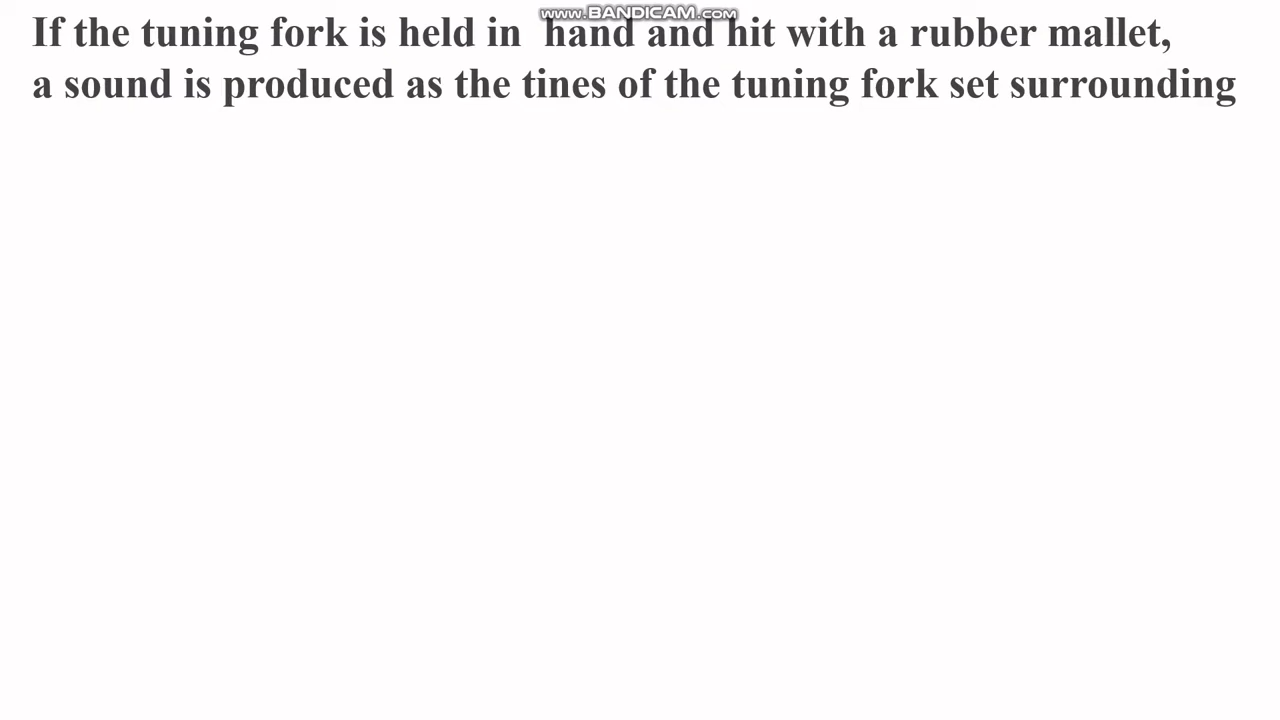 www.BANDICAM.com
If the tuning fork is held in  hand and hit with a rubber mallet,
a sound is produced as the tines of the tuning fork set surrounding